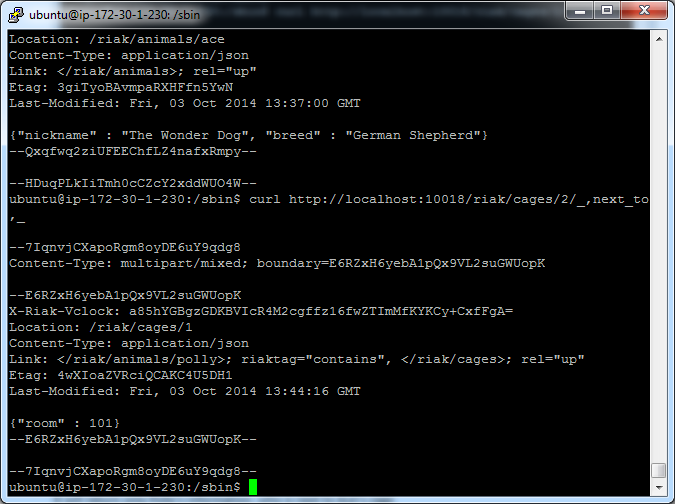 ubuntu@ip-172-30-1-230: /sbin
Location: /riak/animals/ace
Content-Type: application/json
Link: </riak/animals>; rel="up"
Etag: 3giTyoBAvmpaRXHFfn5YwN
Last-Modified: Fri, 03 Oct 2014 13:37:00 GMT
{"nickname" : "The Wonder Dog", "breed" : "German Shepherd"}
--Qxqfwq2ziUFEEChfLZ4nafxRmpy--
--HDuqPLkIiTmh0cCZcY2xddWUO4W--
ubuntu@ip-172-30-1-230:/sbin$ curl http://localhost:10018/riak/cages/2/_,next_to
,_
--7IqnvjCXapoRgm8oyDE6uY9qdg8
Content-Type: multipart/mixed; boundary=E6RZxH6yebA1pQx9VL2suGWUopK
--E6RZxH6yebA1pQx9VL2suGWUopK
X-Riak-Vclock: a85hYGBgzGDKBVIcR4M2cgffz16fwZTImMfKYKCy+CxfFgA=
Location: /riak/cages/1
Content-Type: application/json
Link: </riak/animals/polly>; riaktag="contains", </riak/cages>; rel="up"
Etag: 4wXIoaZVRciQCAKC4U5DH1
Last-Modified: Fri, 03 Oct 2014 13:44:16 GMT
{"room" : 101}
--E6RZxH6yebA1pQx9VL2suGWUopK--
--7IqnvjCXapoRgm8oyDE6uY9qdg8--
ubuntu@ip-172-30-1-230:/sbin$